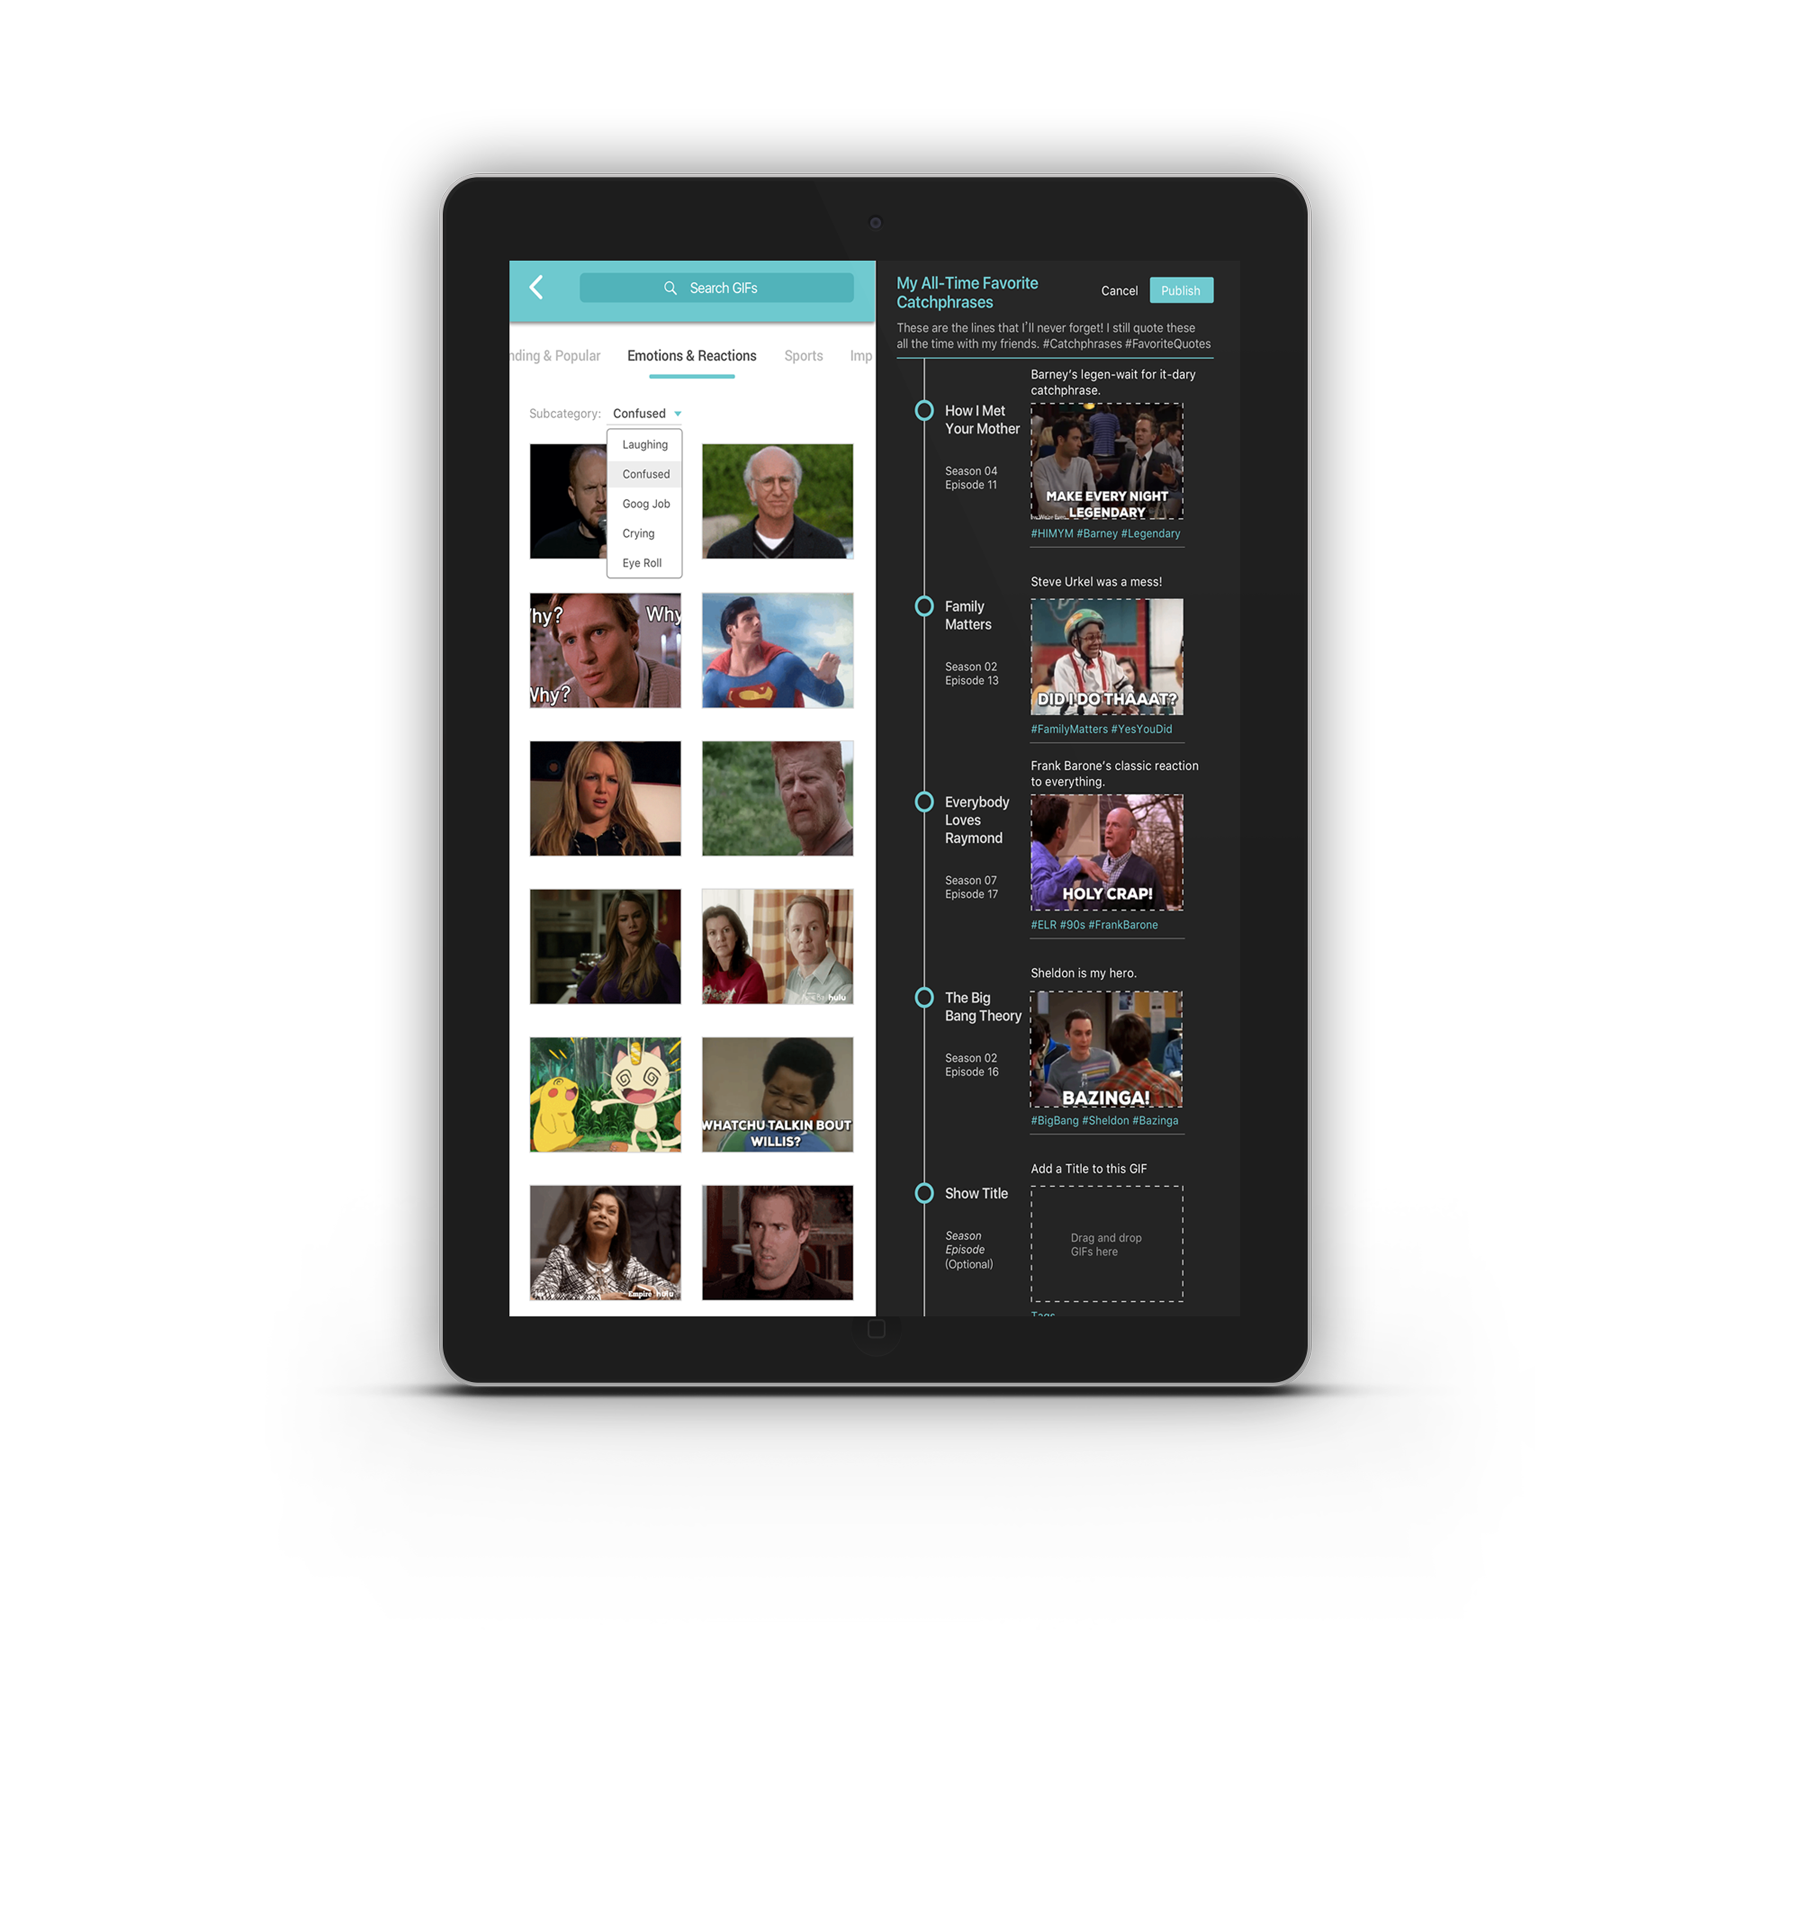 Search GIFs
nding & Popular
Emotions & Reactions
Sports
Imp
Subcategory:
Confused
Laughing
Confused
Goog Job
Crying
Eye Roll
hy?
Why
Why?
hulu
WHATCHU TALKIN BOUT
WILLIS?
Empire
hulu
My All-Time Favorite
Catchphrases
Cancel
Publish
These are the lines that I'll never forget! I still quote these
all the time with my friends. #Catchphrases #FavoriteQuotes
How I Met
Your Mother
Season 04
Episode 11
Barney's legen-wait for it-dary
catchphrase.
MAKE EVERY NIGHT
LEGENDARY
#HIMYM #Barney #Legendary
Family
Matters
Season 02
Episode 13
Steve Urkel was a mess!
DID I DO THAAAT?
#FamilyMatters #YesYouDid
Everybody
Loves
Raymond
Season 07
Episode 17
Frank Barone's classic reaction
to everything.
HOLY CRAP!
#ELR #90s #FrankBarone
The Big
Bang Theory
Season 02
Episode 16
Sheldon is my hero.
BAZINGA!
#BigBang #Sheldon #Bazinga
Show Title
Season
Episode
(Optional)
Add a Title to this GIF
Drag and drop
GIFs here
Tags